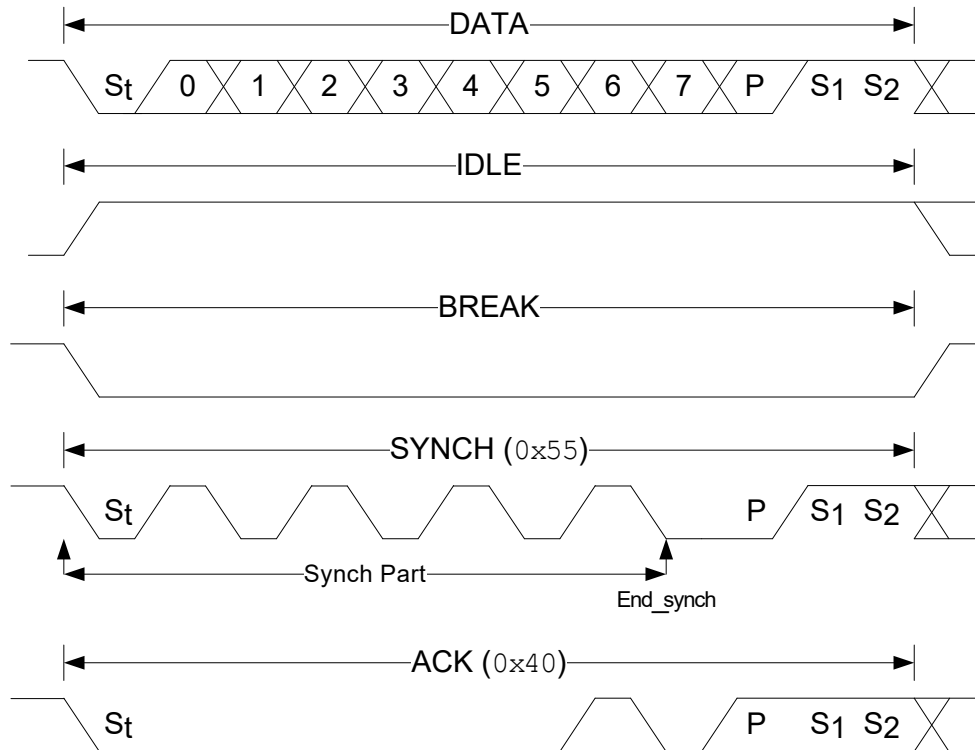 DATA
St 0 1 2 3 4 5 6 7 P S1 S2
IDLE
BREAK
SYNCH (0x55)
St P S1 S2
Synch Part
End_synch
ACK (0x40)
St P S1 S2